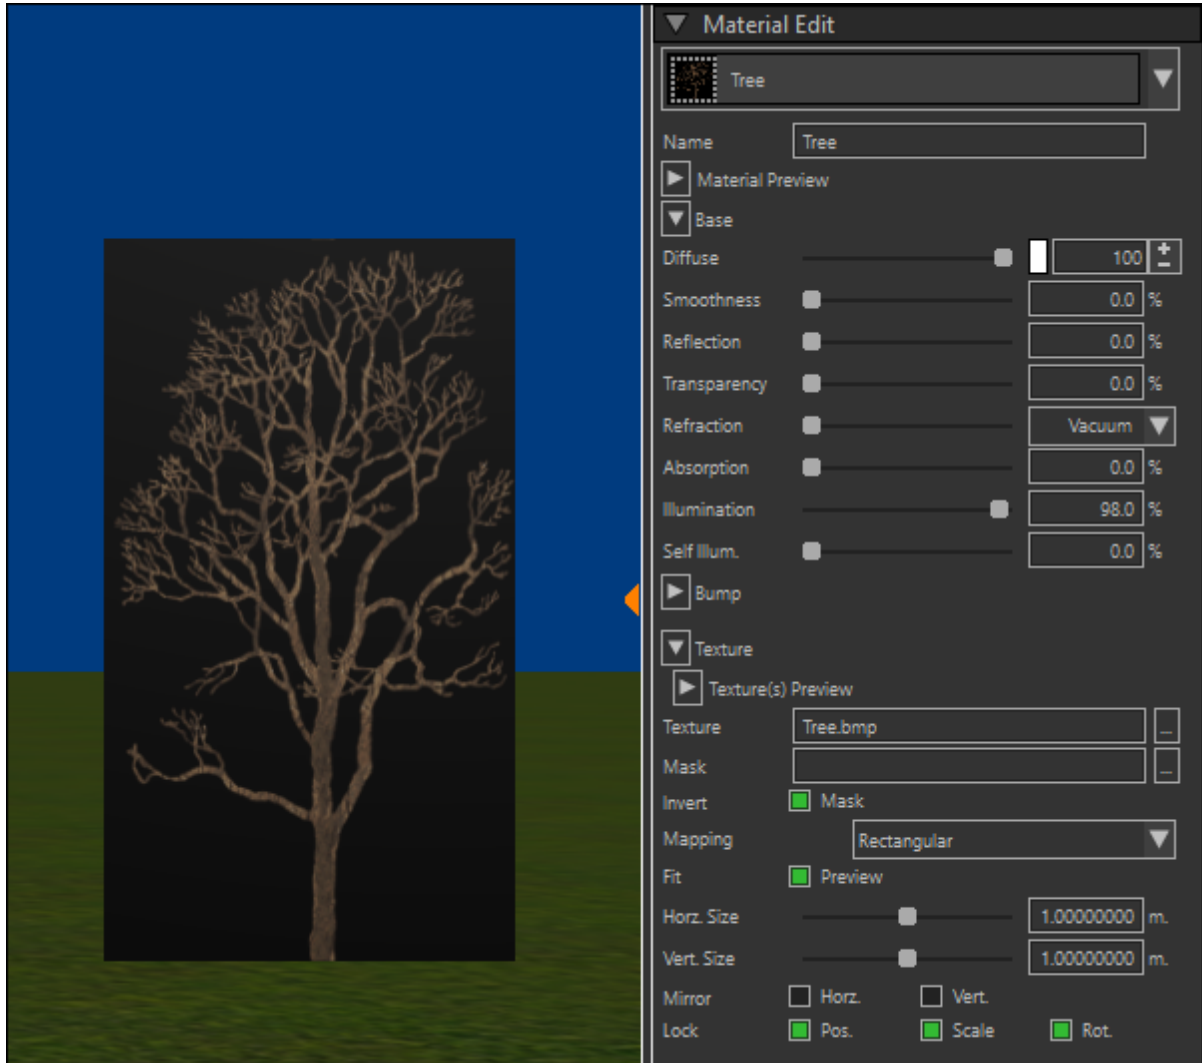 Material Edit
Tree
Name Tree
Material Preview
Base
Diffuse 100 + -
Smoothness 0.0 %
Reflection 0.0 %
Transparency 0.0 %
Refraction Vacuum
Absorption 0.0 %
Illumination 98.0 %
Self Illum. 0.0 %
Bump
Texture
Texture(s) Preview
Texture Tree.bmp ...
Mask ...
Invert Mask
Mapping Rectangular
Fit Preview
Horz. Size 1.00000000 m.
Vert. Size 1.00000000 m.
Mirror Horz. Vert.
Lock Pos. Scale Rot.